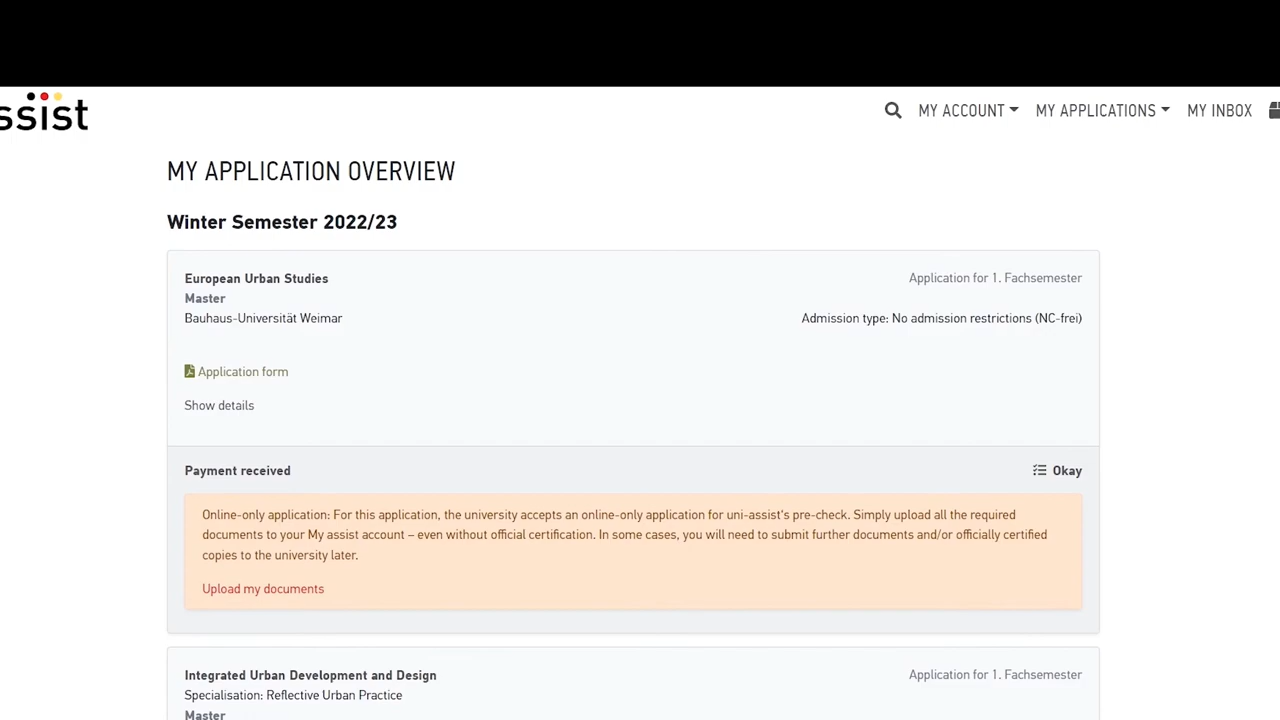 ssist
MY ACCOUNT
MY APPLICATIONS
MY INBOX
MY APPLICATION OVERVIEW
Winter Semester 2022/23
European Urban Studies
Application for 1. Fachsemester
Master
Bauhaus-Universität Weimar
Admission type: No admission restrictions (NC-frei)
Application form
Show details
Payment received
Okay
Online-only application: For this application, the university accepts an online-only application for uni-assist's pre-check. Simply upload all the required
documents to your My assist account – even without official certification. In some cases, you will need to submit further documents and/or officially certified
copies to the university later.
Upload my documents
Integrated Urban Development and Design
Application for 1. Fachsemester
Specialisation: Reflective Urban Practice
Master